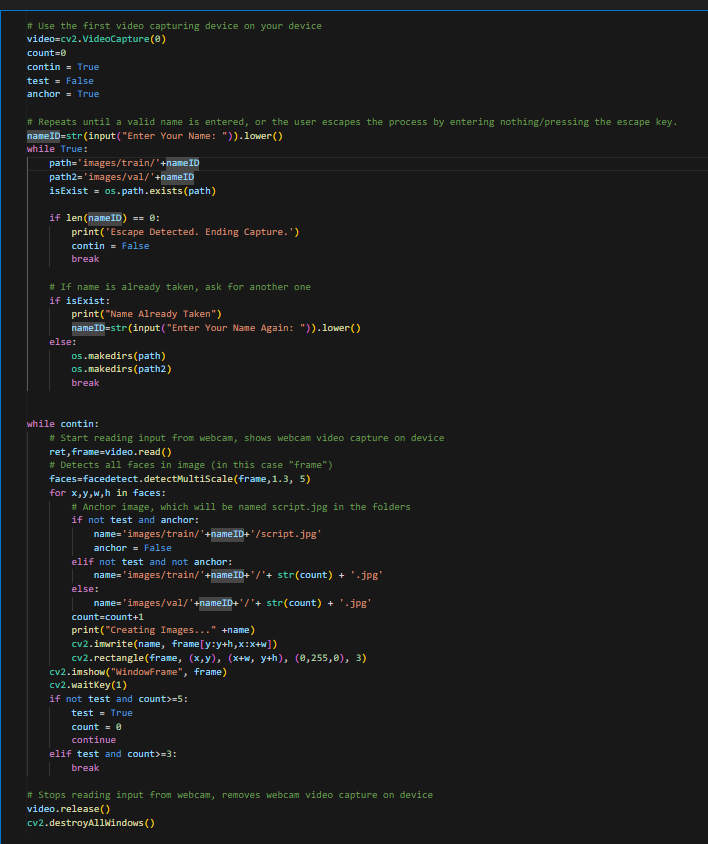 # Use the first video capturing device on your device
video=cv2.VideoCapture(0)
count=0
contin = True
test = False
anchor = True
# Repeats until a valid name is entered, or the user escapes the process by entering nothing/pressing the escape key.
nameID=str(input("Enter Your Name: ")).lower()
while True:
    path='images/train/'+nameID
    path2='images/val/'+nameID
    isExist = os.path.exists(path)
    if len(nameID) == 0:
        print('Escape Detected. Ending Capture.')
        contin = False
        break
    # If name is already taken, ask for another one
    if isExist:
        print("Name Already Taken")
        nameID=str(input("Enter Your Name Again: ")).lower()
    else:
        os.makedirs(path)
        os.makedirs(path2)
        break
while contin:
    # Start reading input from webcam, shows webcam video capture on device
    ret,frame=video.read()
    # Detects all faces in image (in this case "frame")
    faces=facedetect.detectMultiScale(frame,1.3, 5)
    for x,y,w,h in faces:
        # Anchor image, which will be named script.jpg in the folders
        if not test and anchor:
            name='images/train/'+nameID+'/script.jpg'
            anchor = False
        elif not test and not anchor:
            name='images/train/'+nameID+'/'+ str(count) + '.jpg'
        else:
            name='images/val/'+nameID+'/'+ str(count) + '.jpg'
        count=count+1
        print("Creating Images..." +name)
        cv2.imwrite(name, frame[y:y+h,x:x+w])
        cv2.rectangle(frame, (x,y), (x+w, y+h), (0,255,0), 3)
    cv2.imshow("WindowFrame", frame)
    cv2.waitKey(1)
    if not test and count>=5:
        test = True
        count = 0
        continue
    elif test and count>=3:
        break
# Stops reading input from webcam, removes webcam video capture on device
video.release()
cv2.destroyAllWindows()